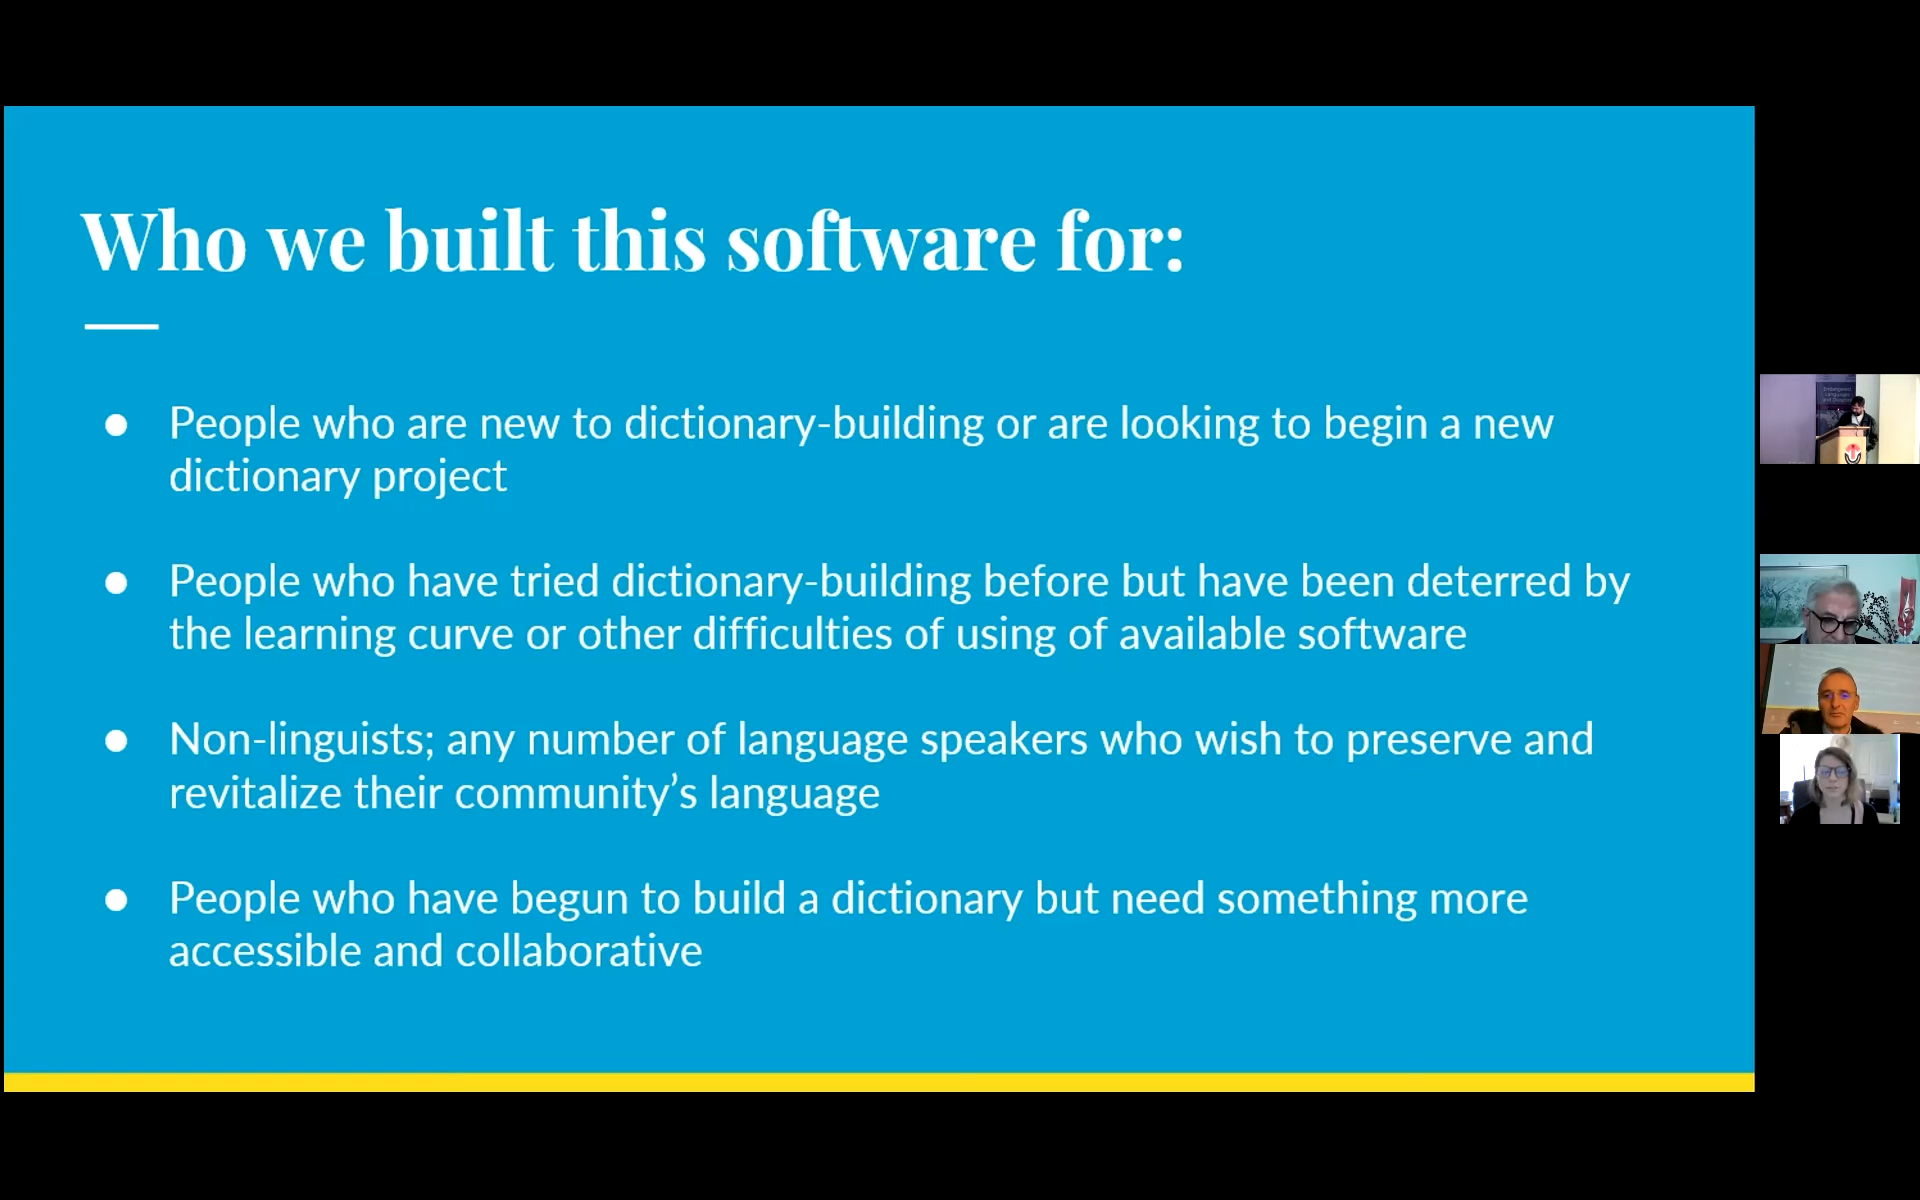 Who we built this software for:
● People who are new to dictionary-building or are looking to begin a new
dictionary project
● People who have tried dictionary-building before but have been deterred by
the learning curve or other difficulties of using of available software
● Non-linguists; any number of language speakers who wish to preserve and
revitalize their community’s language
● People who have begun to build a dictionary but need something more
accessible and collaborative